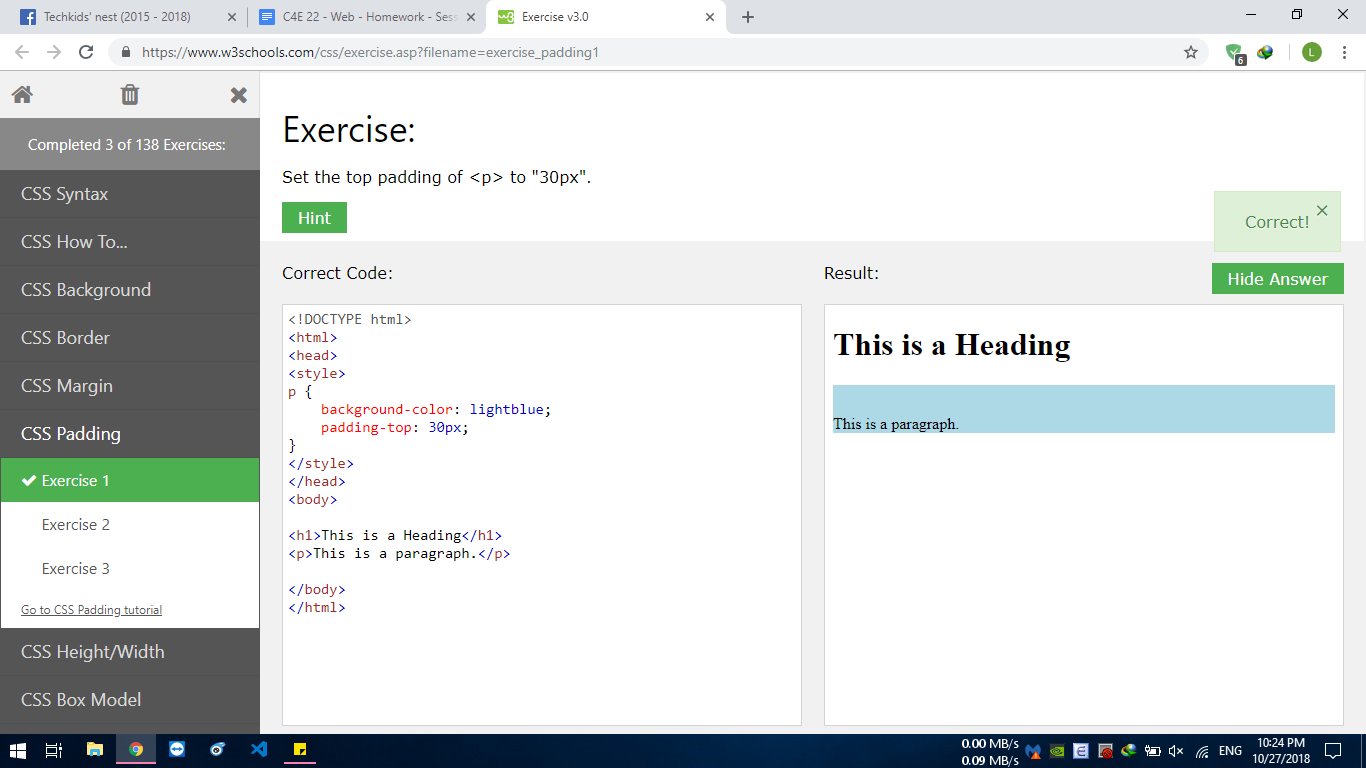 Techkids' nest (2015 - 2018)
C4E 22 - Web - Homework - Sess
Exercise v3.0
https://www.w3schools.com/css/exercise.asp?filename=exercise_padding1
6
L
Completed 3 of 138 Exercises:
CSS Syntax
CSS How To...
CSS Background
CSS Border
CSS Margin
CSS Padding
Exercise 1
Exercise 2
Exercise 3
Go to CSS Padding tutorial
CSS Height/Width
CSS Box Model
Exercise:
Set the top padding of <p> to "30px".
Hint
Correct!
Correct Code:
Result:
Hide Answer
<!DOCTYPE html>
<html>
<head>
<style>
p {
    background-color: lightblue;
    padding-top: 30px;
}
</style>
</head>
<body>
<h1>This is a Heading</h1>
<p>This is a paragraph.</p>
</body>
</html>
This is a Heading
This is a paragraph.
0.00 MB/s
0.09 MB/s
ENG
10:24 PM
10/27/2018